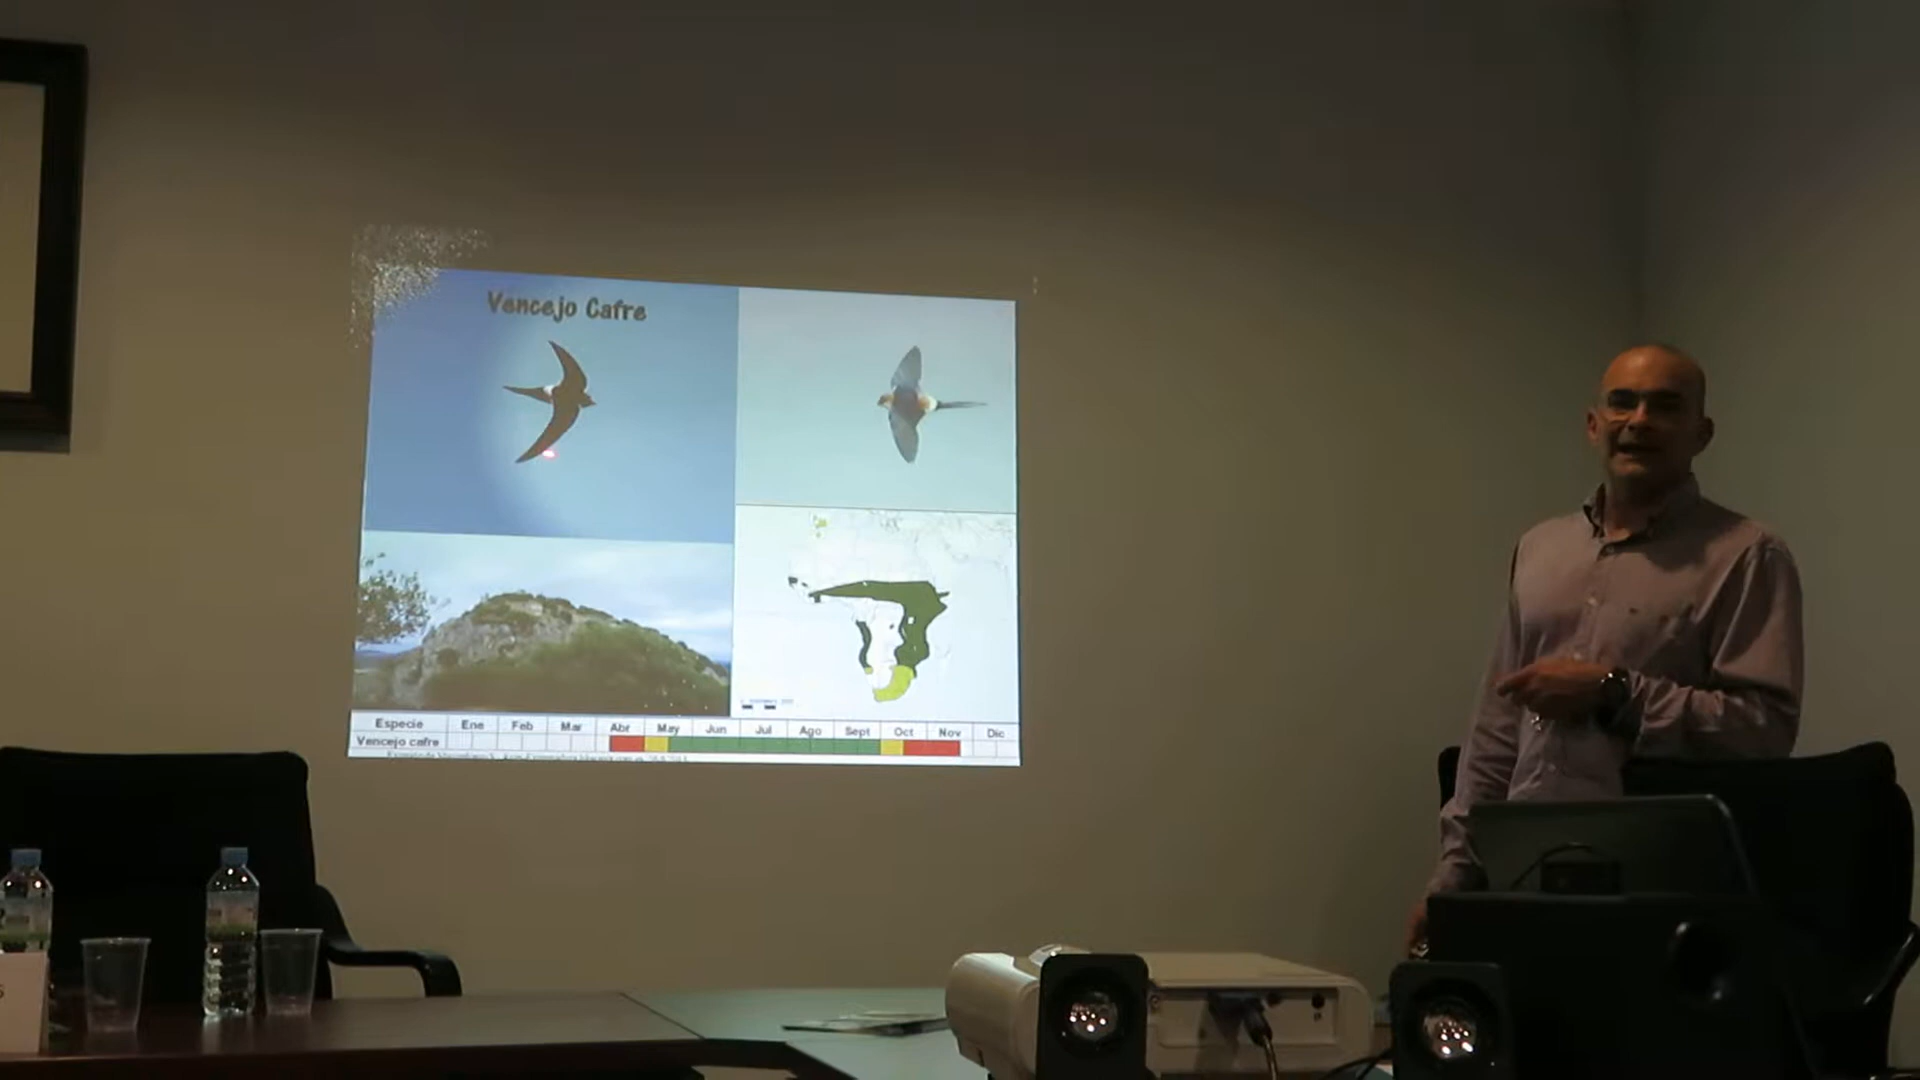 Vencejo Cafre
Especie Ene Feb Mar Abr May Jun Jul Ago Sept Oct Nov Dic
Vencejo cafre
S